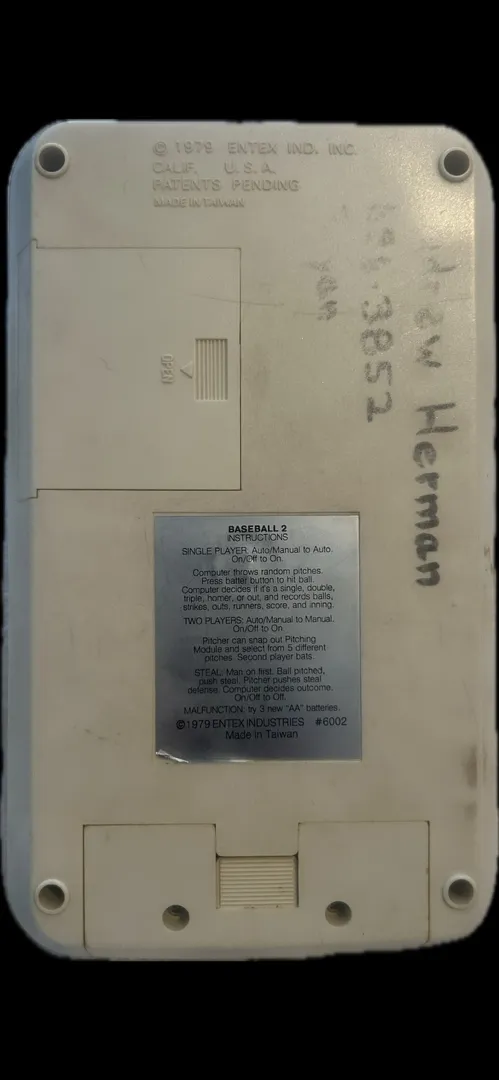 © 1979 ENTEX IND. INC.
CALIF. U.S.A.
PATENTS PENDING
MADE IN TAIWAN
Herman
3852
OPEN
BASEBALL 2
INSTRUCTIONS
SINGLE PLAYER: Auto/Manual to Auto.
On/Off to On.
Computer throws random pitches.
Press batter button to hit ball.
Computer decides if it's a single, double,
triple, homer, or out, and records balls,
strikes, outs, runners, score, and inning.
TWO PLAYERS: Auto/Manual to Manual.
On/Off to On.
Pitcher can snap out Pitching
Module and select from 5 different
pitches. Second player bats.
STEAL: Man on first. Ball pitched,
push steal. Pitcher pushes steal
defense. Computer decides outcome.
On/Off to Off.
MALFUNCTION: try 3 new "AA" batteries.
©1979 ENTEX INDUSTRIES #6002
Made in Taiwan